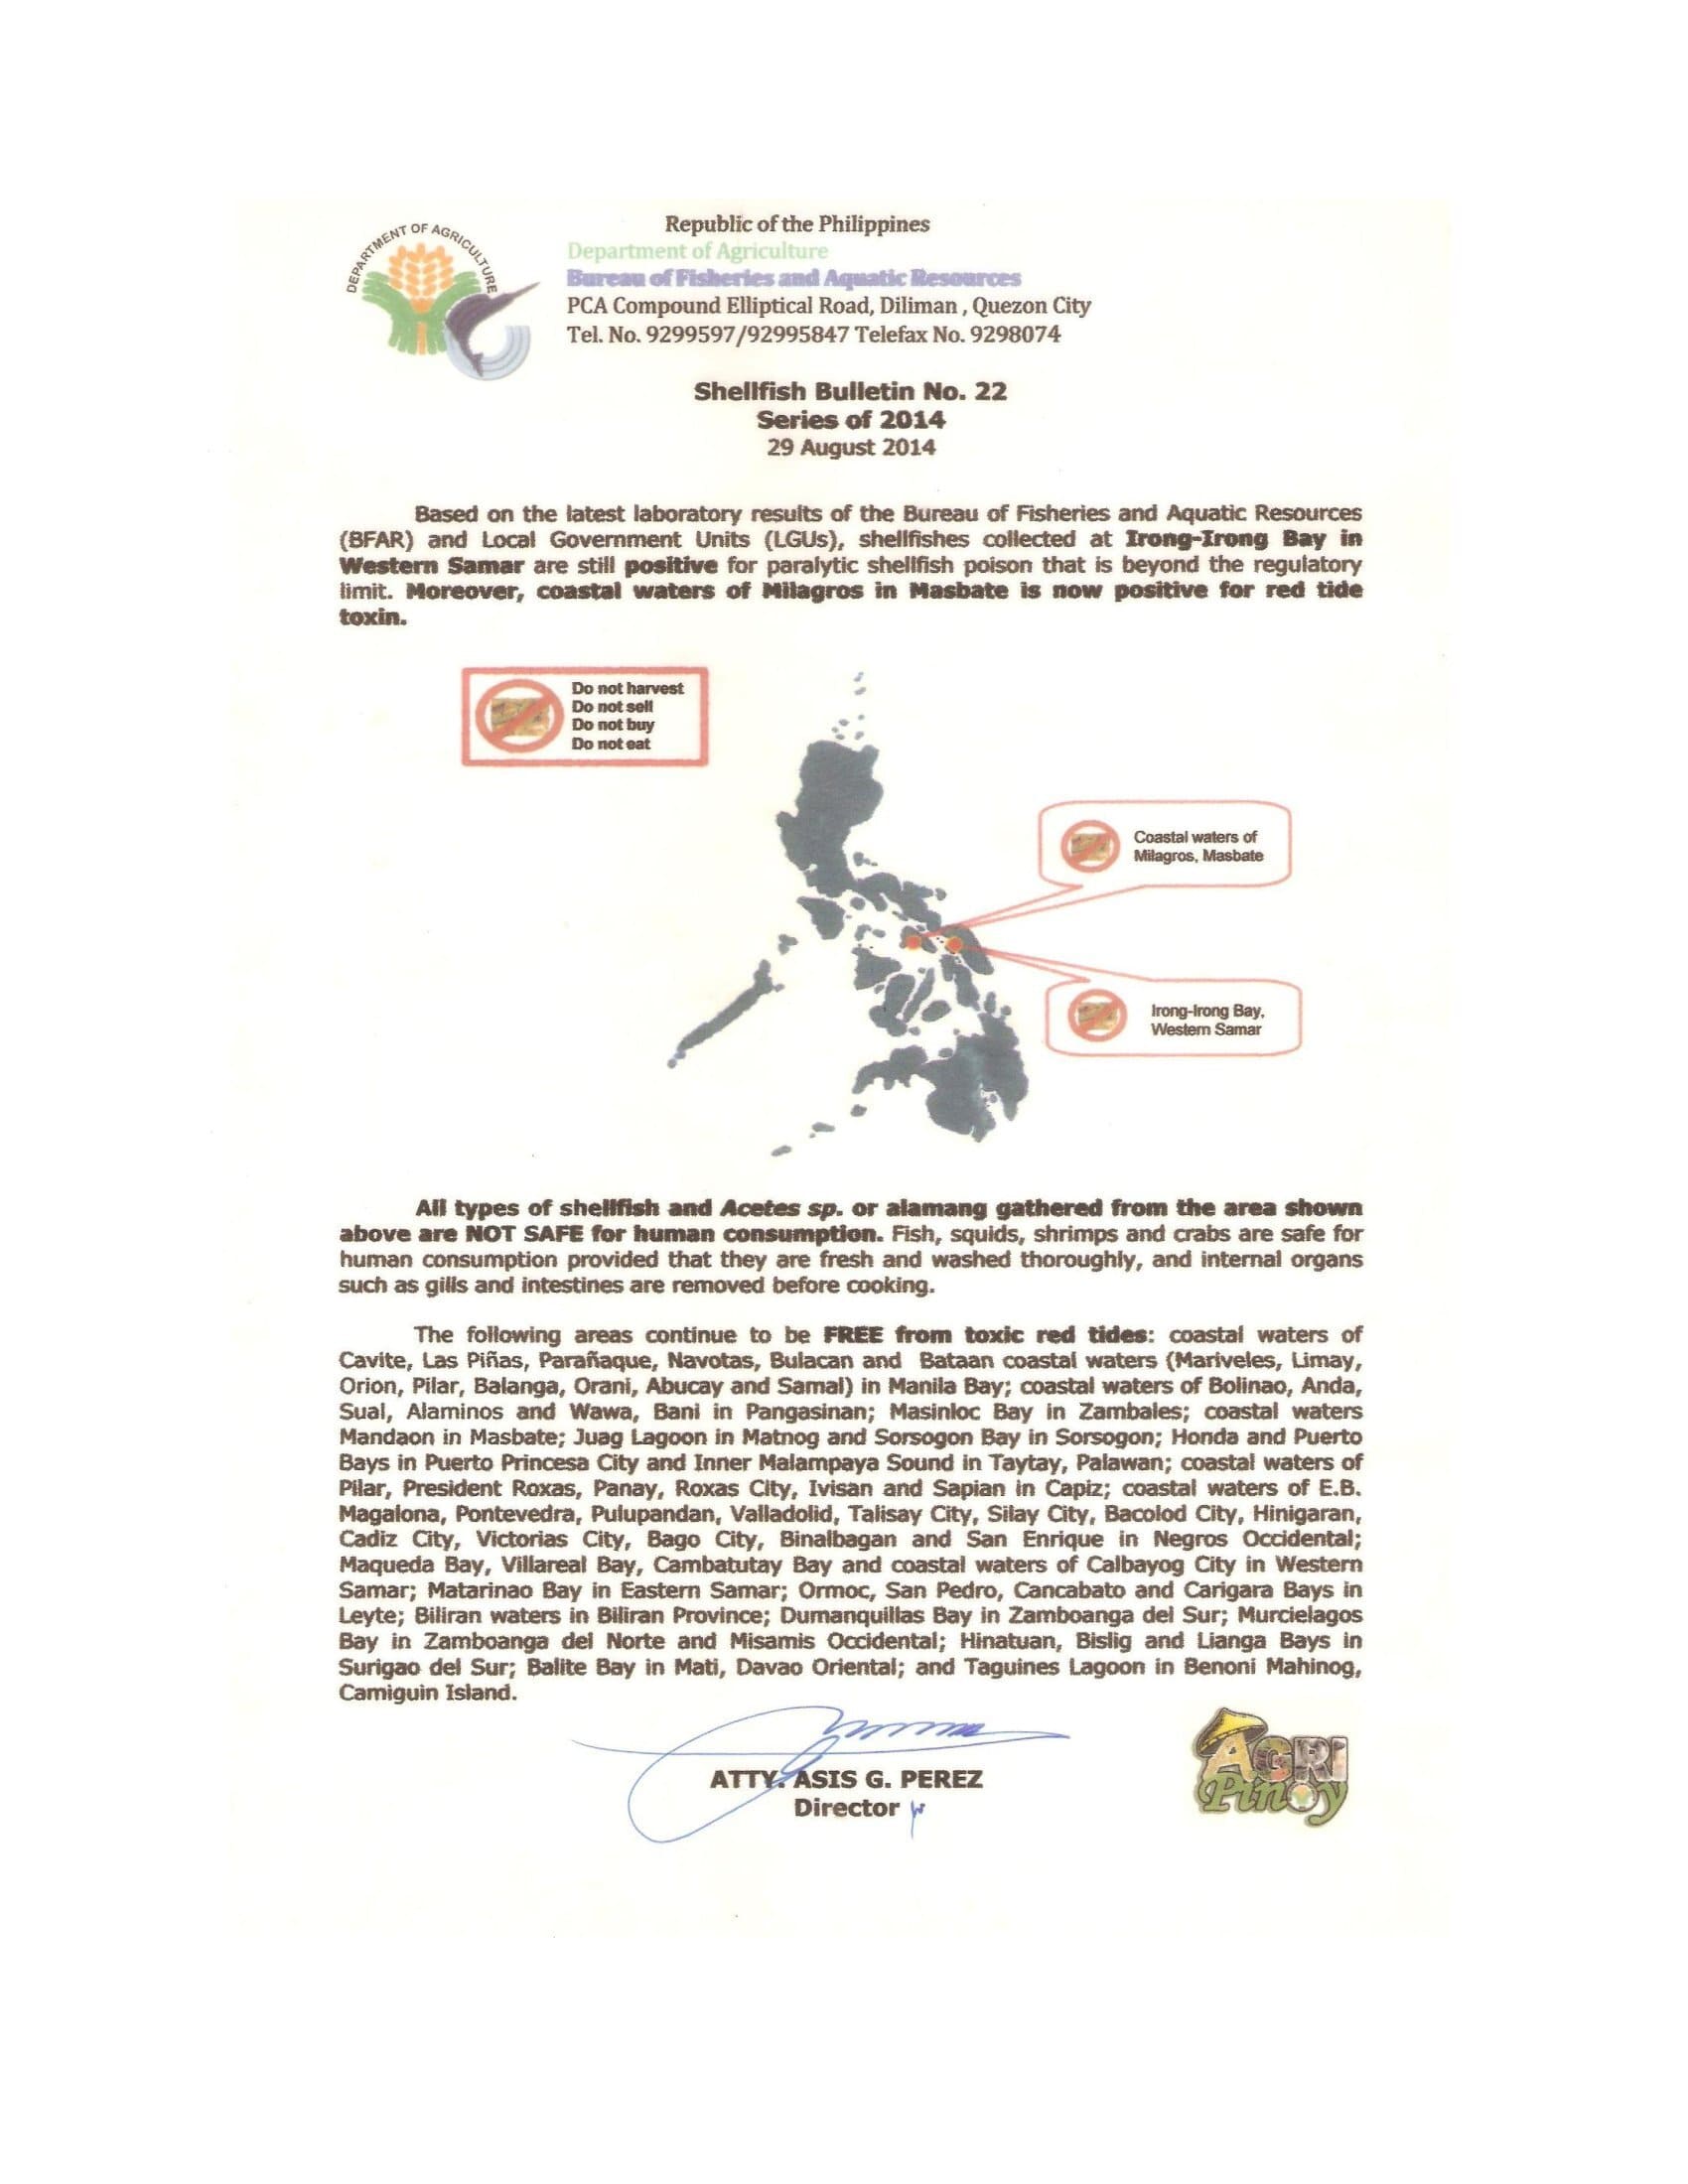 DEPARTMENT OF AGRICULTURE
Republic of the Philippines
Department of Agriculture
Bureau of Fisheries and Aquatic Resources
PCA Compound Elliptical Road, Diliman , Quezon City
Tel. No. 9299597/92995847 Telefax No. 9298074
Shellfish Bulletin No. 22
Series of 2014
29 August 2014
Based on the latest laboratory results of the Bureau of Fisheries and Aquatic Resources
(BFAR) and Local Government Units (LGUs), shellfishes collected at Irong-Irong Bay in
Western Samar are still positive for paralytic shellfish poison that is beyond the regulatory
limit. Moreover, coastal waters of Milagros in Masbate is now positive for red tide
toxin.
Do not harvest
Do not sell
Do not buy
Do not eat
Coastal waters of
Milagros, Masbate
Irong-Irong Bay,
Western Samar
All types of shellfish and Acetes sp. or alamang gathered from the area shown
above are NOT SAFE for human consumption. Fish, squids, shrimps and crabs are safe for
human consumption provided that they are fresh and washed thoroughly, and internal organs
such as gills and intestines are removed before cooking.
The following areas continue to be FREE from toxic red tides: coastal waters of
Cavite, Las Piñas, Parañaque, Navotas, Bulacan and Bataan coastal waters (Mariveles, Limay,
Orion, Pilar, Balanga, Orani, Abucay and Samal) in Manila Bay; coastal waters of Bolinao, Anda,
Sual, Alaminos and Wawa, Bani in Pangasinan; Masinloc Bay in Zambales; coastal waters
Mandaon in Masbate; Juag Lagoon in Matnog and Sorsogon Bay in Sorsogon; Honda and Puerto
Bays in Puerto Princesa City and Inner Malampaya Sound in Taytay, Palawan; coastal waters of
Pilar, President Roxas, Panay, Roxas City, Ivisan and Sapian in Capiz; coastal waters of E.B.
Magalona, Pontevedra, Pulupandan, Valladolid, Talisay City, Silay City, Bacolod City, Hinigaran,
Cadiz City, Victorias City, Bago City, Binalbagan and San Enrique in Negros Occidental;
Maqueda Bay, Villareal Bay, Cambatutay Bay and coastal waters of Calbayog City in Western
Samar; Matarinao Bay in Eastern Samar; Ormoc, San Pedro, Cancabato and Carigara Bays in
Leyte; Biliran waters in Biliran Province; Dumanquillas Bay in Zamboanga del Sur; Murcielagos
Bay in Zamboanga del Norte and Misamis Occidental; Hinatuan, Bislig and Lianga Bays in
Surigao del Sur; Balite Bay in Mati, Davao Oriental; and Taguines Lagoon in Benoni Mahinog,
Camiguin Island.
ATTY. ASIS G. PEREZ
Director
AGRI
Pinoy